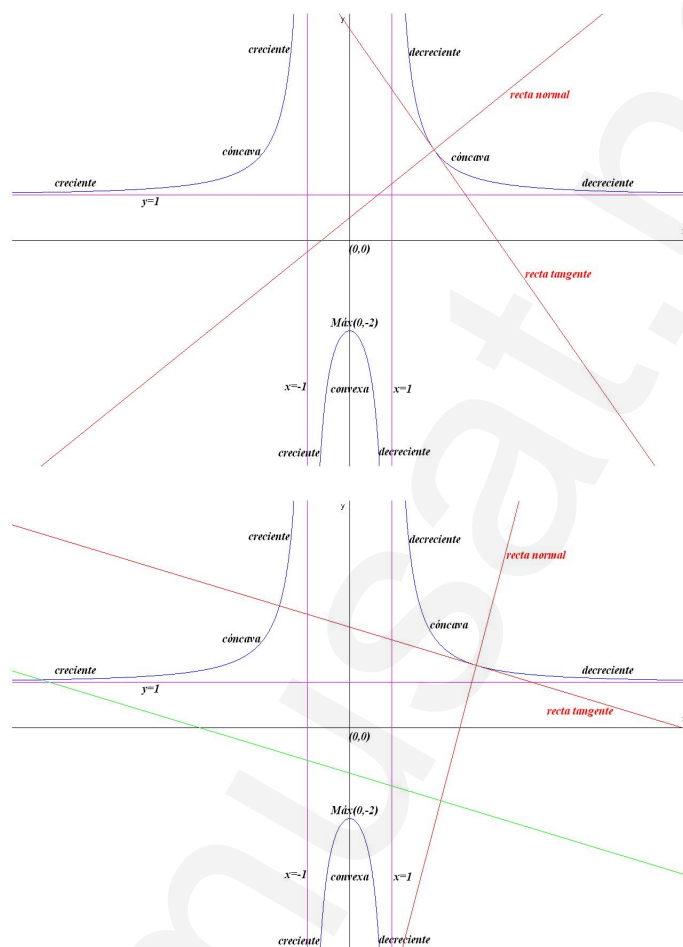 y
creciente
decreciente
recta normal
cóncava
cóncava
creciente
decreciente
y=1
x
(0,0)
recta tangente
Máx(0,-2)
x=-1
convexa
x=1
creciente
decreciente
y
creciente
decreciente
recta normal
cóncava
cóncava
creciente
decreciente
y=1
recta tangente
x
(0,0)
Máx(0,-2)
x=-1
convexa
x=1
creciente
decreciente
musat.n